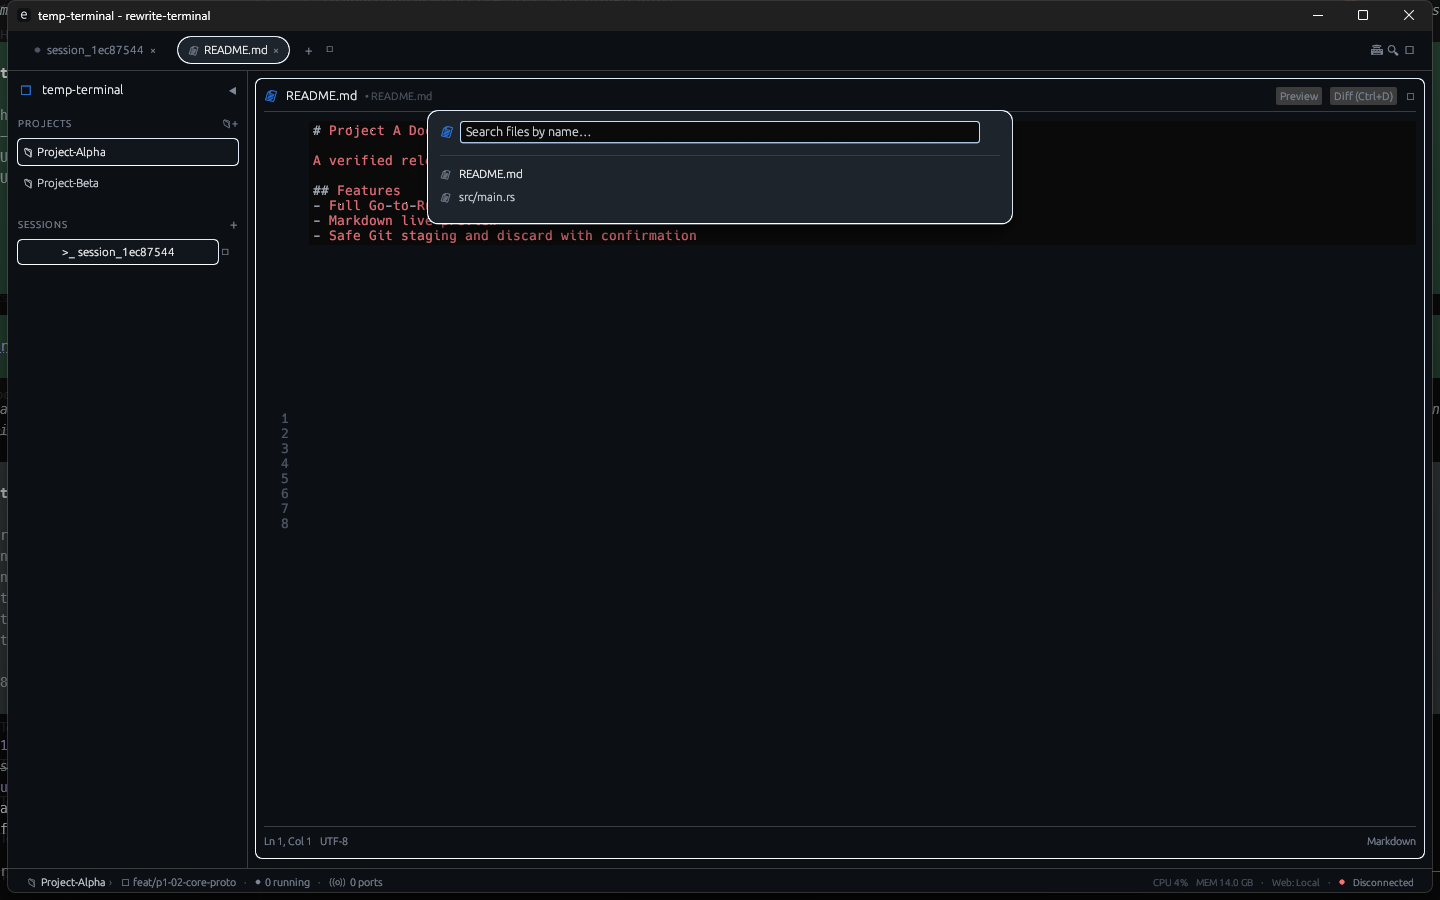 temp-terminal - rewrite-terminal
session_1ec87544 ×
README.md ×
+
temp-terminal
PROJECTS
Project-Alpha
Project-Beta
SESSIONS
+
>_ session_1ec87544
README.md • README.md
Preview
Diff (Ctrl+D)
Search files by name...
README.md
src/main.rs
# Project A Do
A verified rel
## Features
- Full Go-to-R
- Markdown live
- Safe Git staging and discard with confirmation
1
2
3
4
5
6
7
8
Ln 1, Col 1 UTF-8
Markdown
Project-Alpha › feat/p1-02-core-proto · • 0 running · ((o)) 0 ports
CPU 4% MEM 14.0 GB · Web: Local · • Disconnected